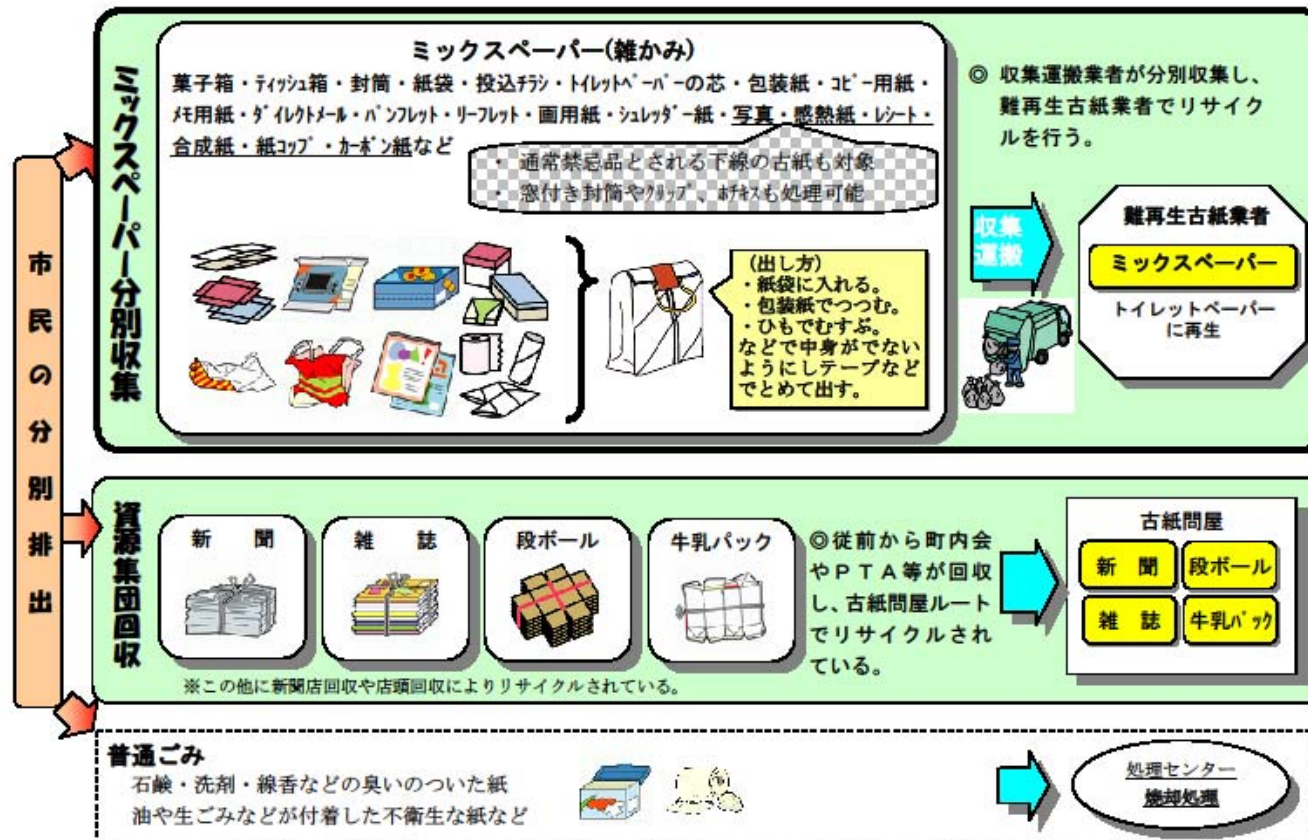 市民の分別排出
ミックスペーパー分別収集
ミックスペーパー(雑かみ)
菓子箱・ティッシュ箱・封筒・紙袋・投込ﾁﾗｼ・ﾄｲﾚｯﾄﾍﾟｰﾊﾟｰの芯・包装紙・ｺﾋﾟｰ用紙・
ﾒﾓ用紙・ﾀﾞｲﾚｸﾄﾒｰﾙ・ﾊﾟﾝﾌﾚｯﾄ・ﾘｰﾌﾚｯﾄ・画用紙・ｼｭﾚｯﾀﾞｰ紙・写真・感熱紙・ﾚｼｰﾄ・
合成紙・紙ｺｯﾌﾟ・ｶｰﾎﾞﾝ紙など
・ 通常禁忌品とされる下線の古紙も対象
・ 窓付き封筒やｸﾘｯﾌﾟ、ﾎﾁｷｽも処理可能
(出し方)
・紙袋に入れる。
・包装紙でつつむ。
・ひもでむすぶ。
などで中身がでない
ようにしテープなど
でとめて出す。
◎ 収集運搬業者が分別収集し、
難再生古紙業者でリサイク
ルを行う。
収集
運搬
難再生古紙業者
ミックスペーパー
トイレットペーパー
に再生
資源集団回収
新 聞
雑 誌
段ボール
牛乳パック
※この他に新聞店回収や店頭回収によりリサイクルされている。
◎従前から町内会
やＰＴＡ等が回収
し、古紙問屋ルート
でリサイクルされ
ている。
古紙問屋
新 聞
段ボール
雑 誌
牛乳ﾊﾟｯｸ
普通ごみ
石鹸・洗剤・線香などの臭いのついた紙
油や生ごみなどが付着した不衛生な紙など
処理センター
焼却処理